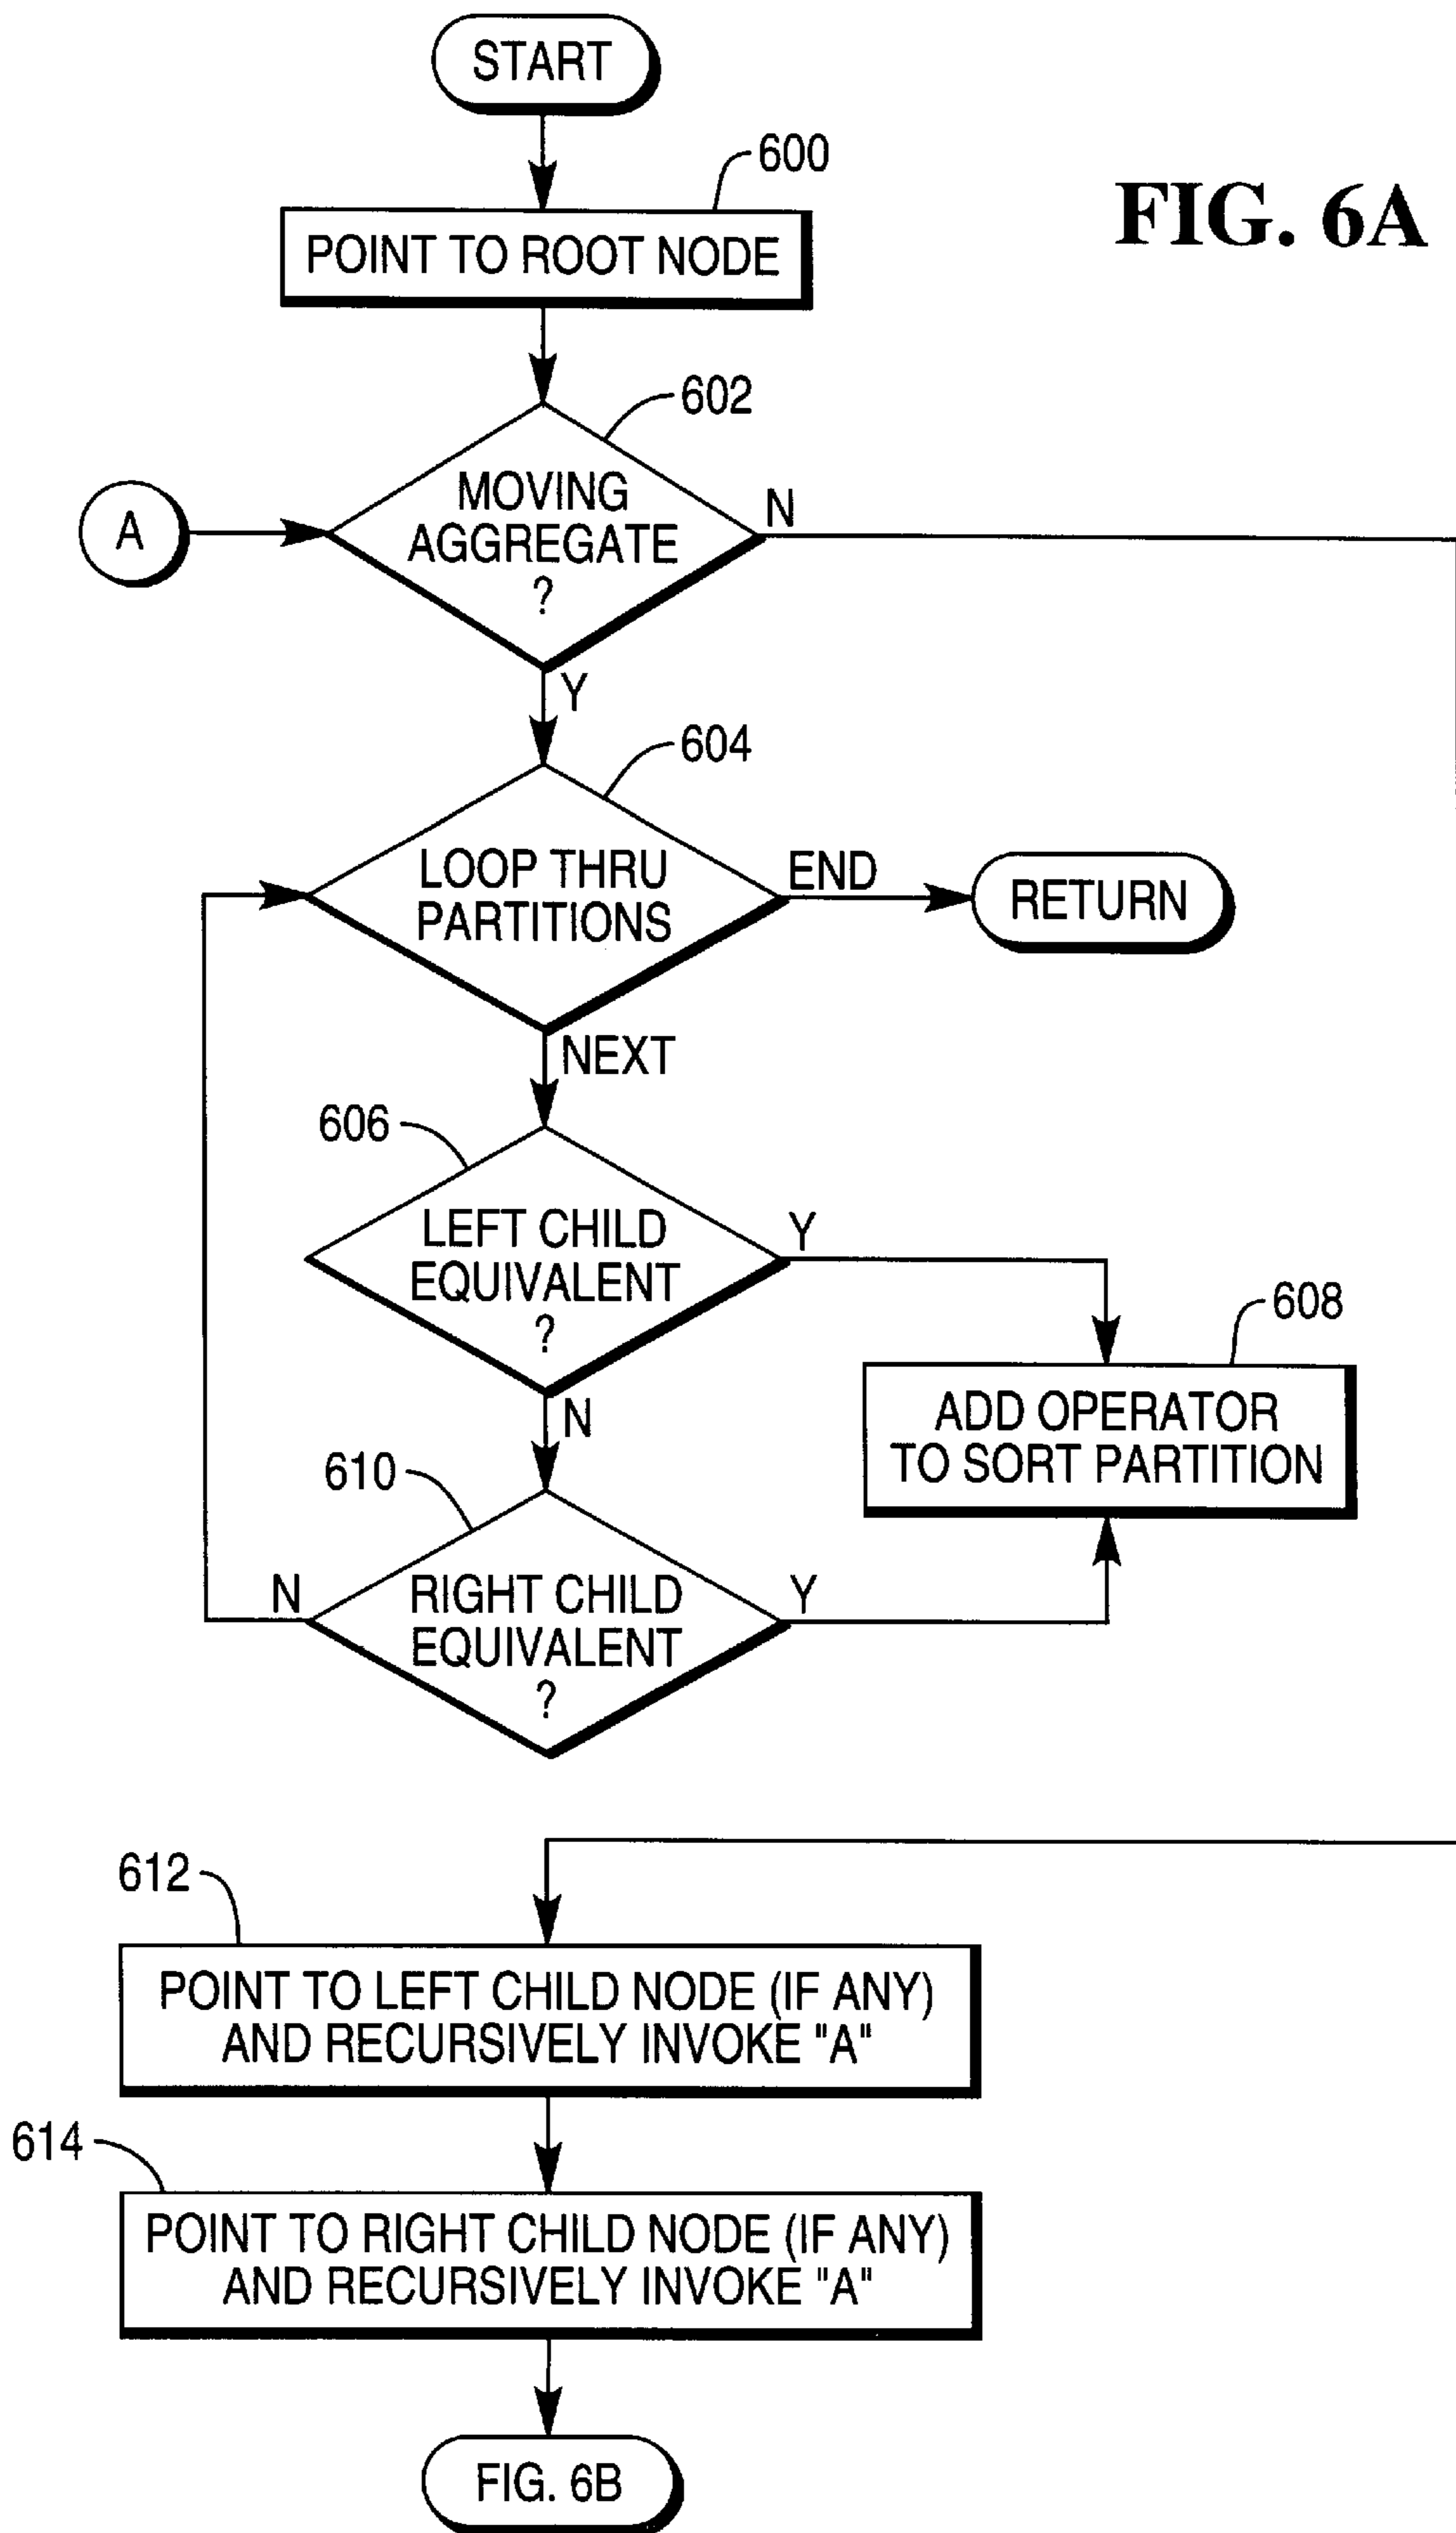 START
600
FIG. 6A
POINT TO ROOT NODE
602
MOVING
AGGREGATE
?
N
A
Y
604
LOOP THRU
PARTITIONS
END
RETURN
NEXT
606
LEFT CHILD
EQUIVALENT
?
Y
608
ADD OPERATOR
TO SORT PARTITION
N
610
RIGHT CHILD
EQUIVALENT
?
N
Y
612
POINT TO LEFT CHILD NODE (IF ANY)
AND RECURSIVELY INVOKE "A"
614
POINT TO RIGHT CHILD NODE (IF ANY)
AND RECURSIVELY INVOKE "A"
FIG. 6B